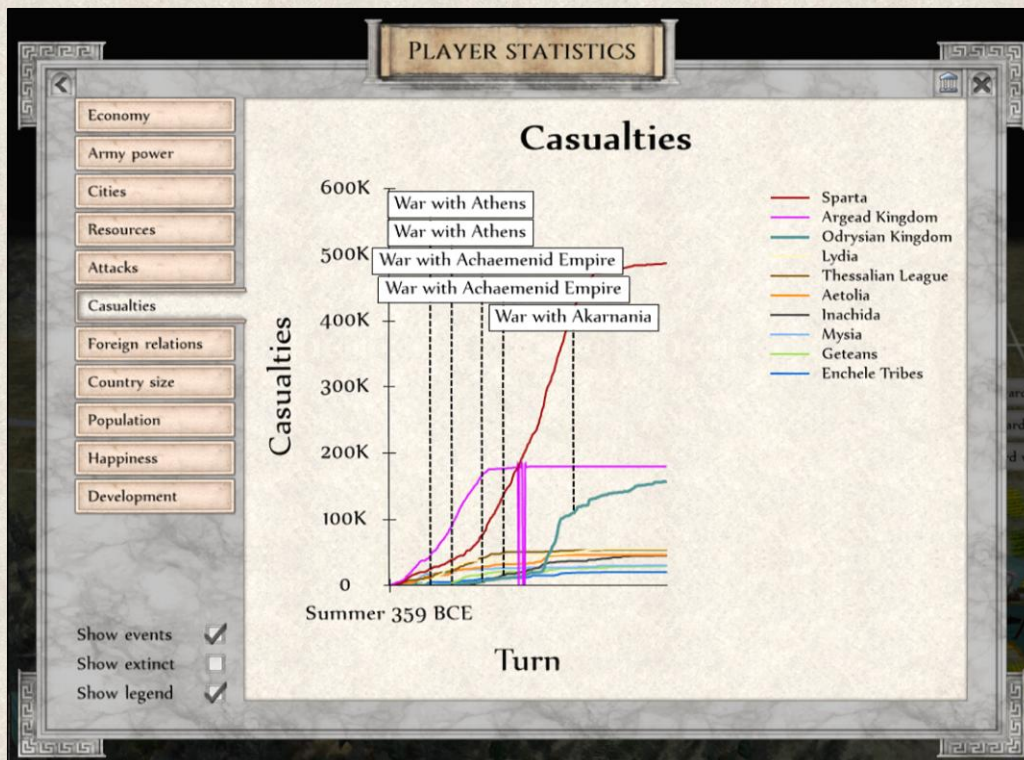 PLAYER STATISTICS
Economy
Army power
Cities
Resources
Attacks
Casualties
Foreign relations
Country size
Population
Happiness
Development
Show events
Show extinct
Show legend
Casualties
Casualties
600K
500K
400K
300K
200K
100K
0
War with Athens
War with Athens
War with Achaemenid Empire
War with Achaemenid Empire
War with Akarnania
Summer 359 BCE
Turn
Sparta
Argead Kingdom
Odrysian Kingdom
Lydia
Thessalian League
Aetolia
Inachida
Mysia
Geteans
Enchele Tribes